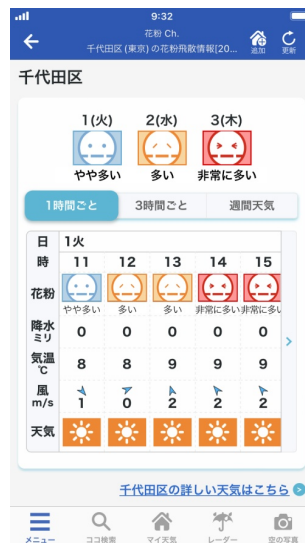 9:32
花粉 Ch.
千代田区 (東京) の花粉飛散情報[20...
追加
更新
千代田区
1(火) 2(水) 3(木)
やや多い 多い 非常に多い
1時間ごと 3時間ごと 週間天気
日 1火
時 11 12 13 14 15
花粉
やや多い 多い 多い 非常に多い 非常に多い
降水 ミリ 0 0 0 0 0
気温 ℃ 8 8 9 9 9
風 m/s 1 0 2 2 2
天気
千代田区の詳しい天気はこちら
メニュー ココ検索 マイ天気 レーダー 空の写真